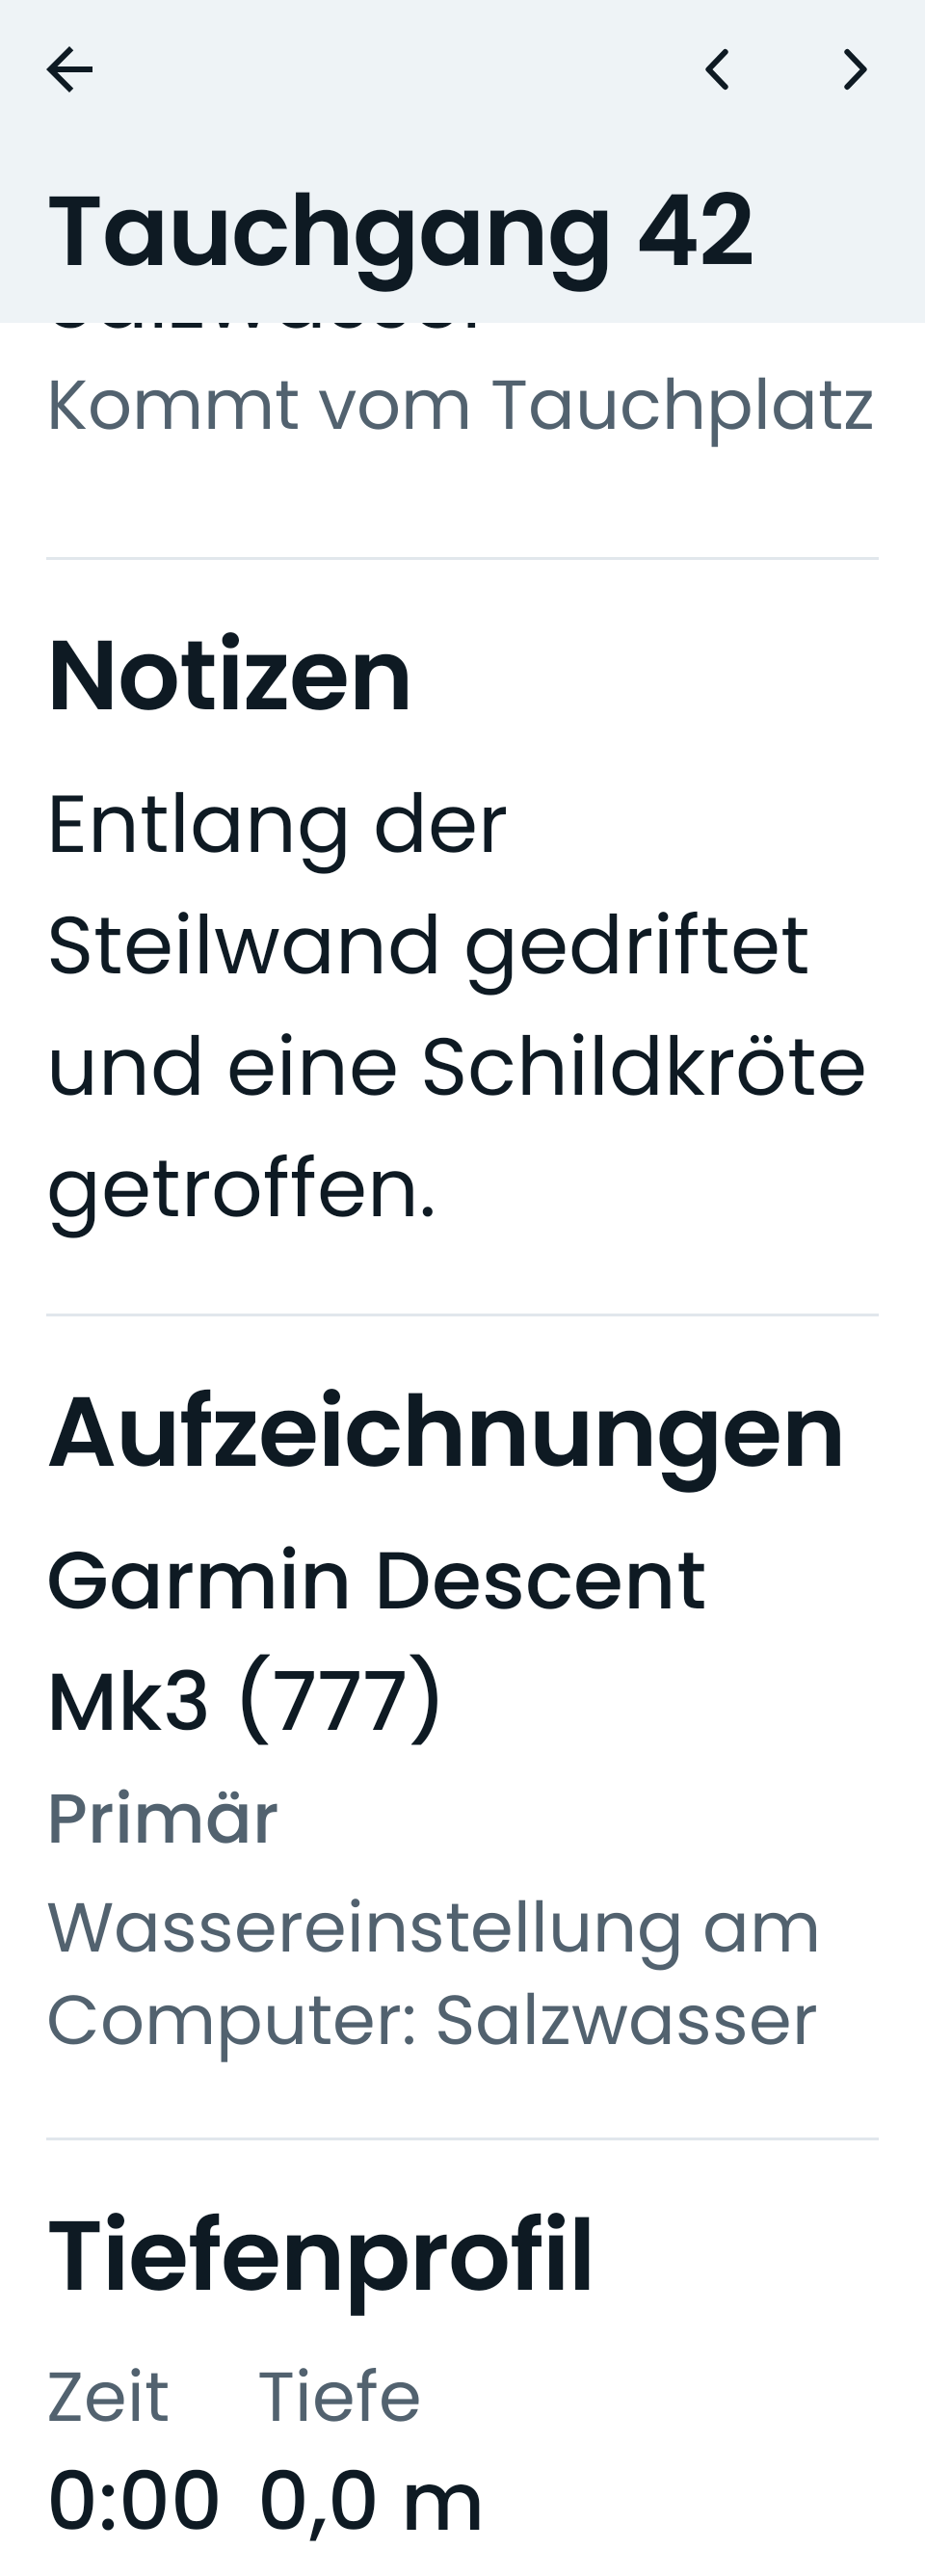 Tauchgang 42
Kommt vom Tauchplatz
Notizen
Entlang der
Steilwand gedriftet
und eine Schildkröte
getroffen.
Aufzeichnungen
Garmin Descent
Mk3 (777)
Primär
Wassereinstellung am
Computer: Salzwasser
Tiefenprofil
Zeit Tiefe
0:00 0,0 m